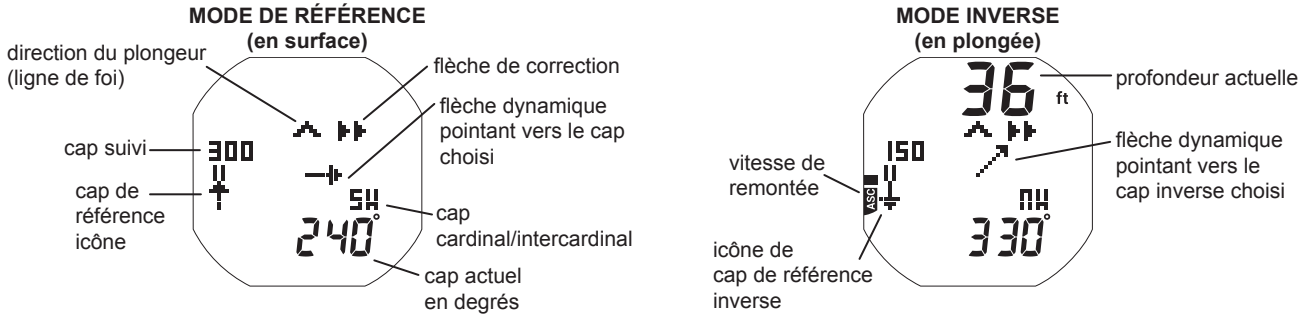 MODE DE RÉFÉRENCE
(en surface)
direction du plongeur
(ligne de foi)
flèche de correction
flèche dynamique
pointant vers le cap
choisi
cap suivi
300
cap de
référence
icône
SW
240°
cap
cardinal/intercardinal
cap actuel
en degrés
MODE INVERSE
(en plongée)
36
ft
profondeur actuelle
150
flèche dynamique
pointant vers le
cap inverse choisi
vitesse de
remontée
ASC
NW
330°
icône de
cap de référence
inverse